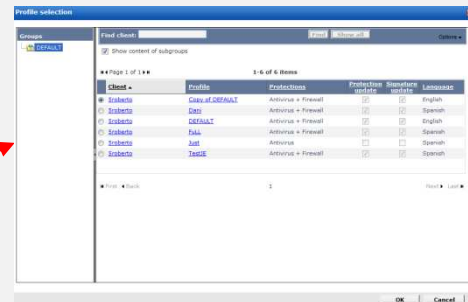 Profile selection
Groups
DEFAULT
Find client: Find Show all Options
Show content of subgroups
Page 1 of 1 1-6 of 6 items
Client Profile Protections Protection update Signature update Language
Sroberto Copy of DEFAULT Antivirus + Firewall English
Sroberto Dani Antivirus + Firewall Spanish
Sroberto DEFAULT Antivirus + Firewall English
Sroberto FuLL Antivirus + Firewall Spanish
Sroberto Just Antivirus Spanish
Sroberto TestUE Antivirus + Firewall Spanish
First Back 1 Next Last
OK Cancel